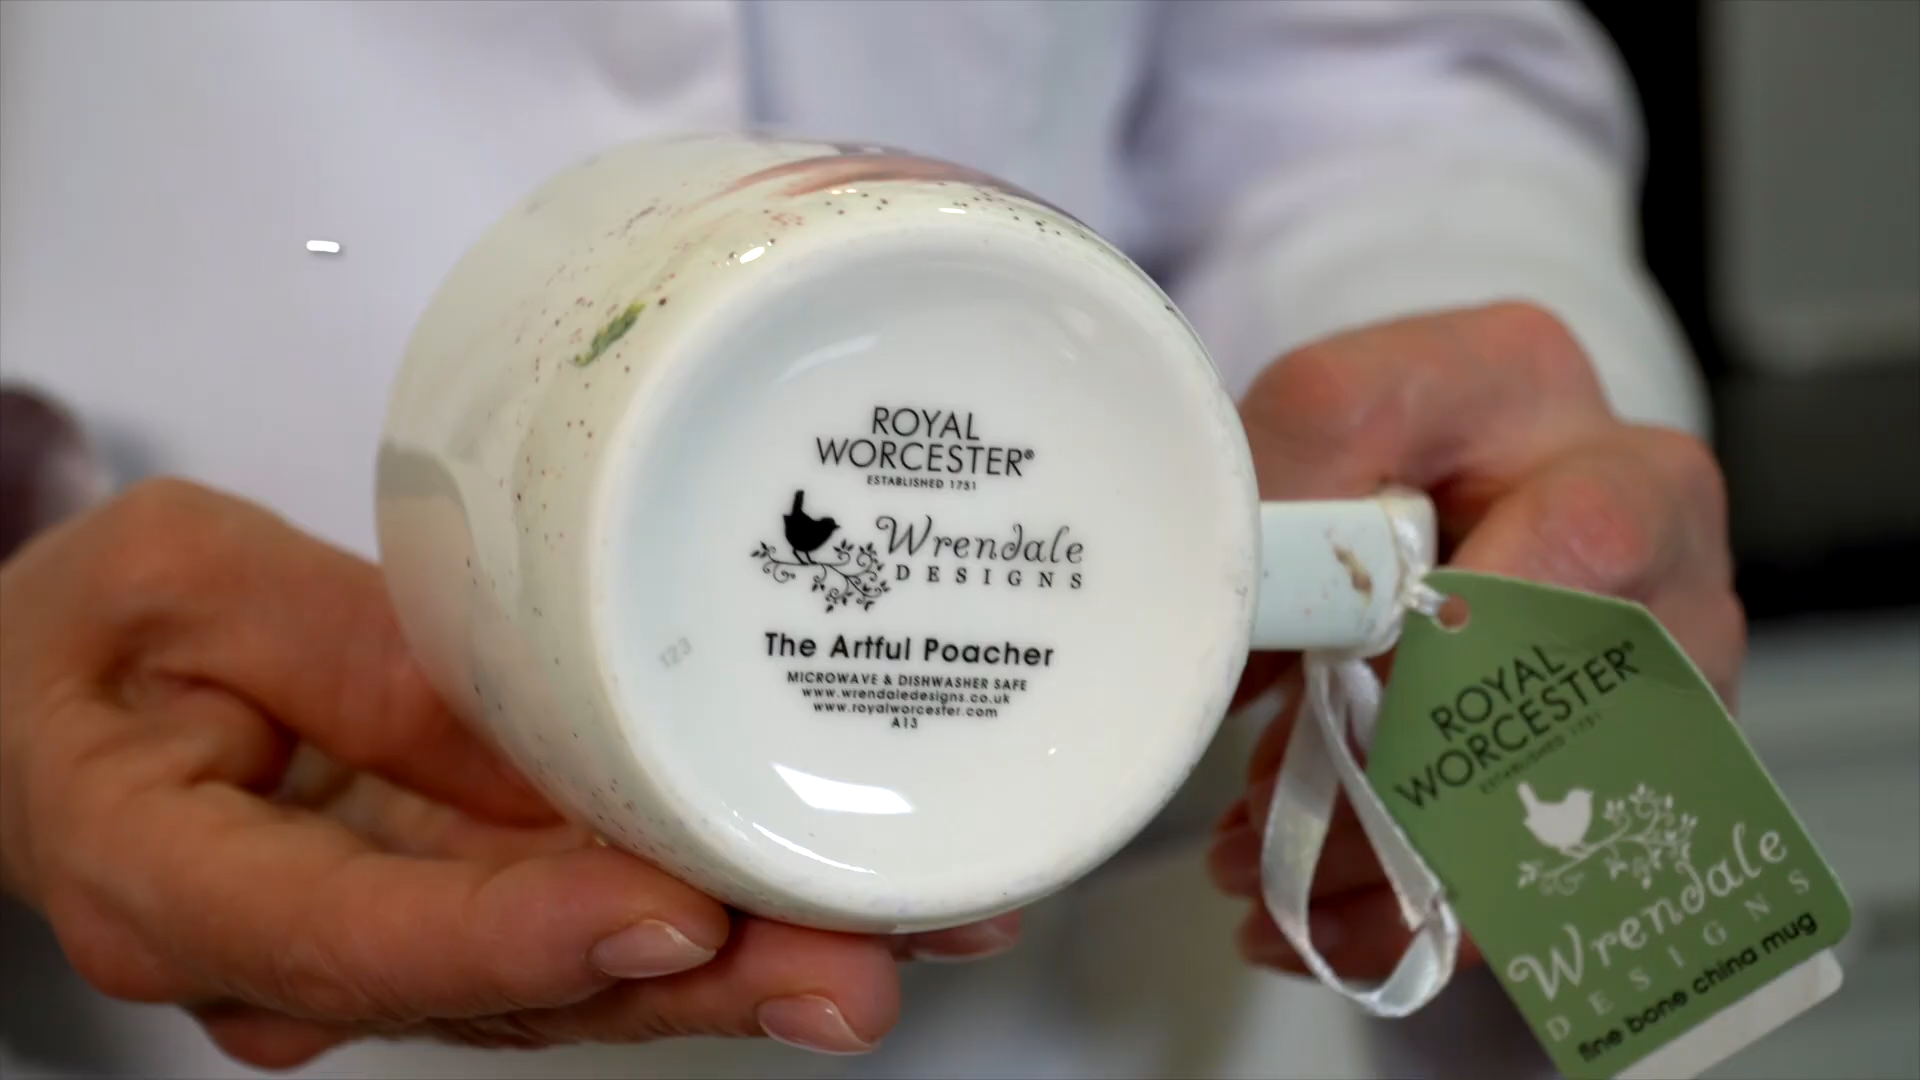 ROYAL
WORCESTER®
ESTABLISHED 1751
Wrendale
DESIGNS
The Artful Poacher
MICROWAVE & DISHWASHER SAFE
www.wrendaledesigns.co.uk
www.royalworcester.com
A13
123
ROYAL
WORCESTER®
ESTABLISHED 1751
Wrendale
DESIGNS
fine bone china mug